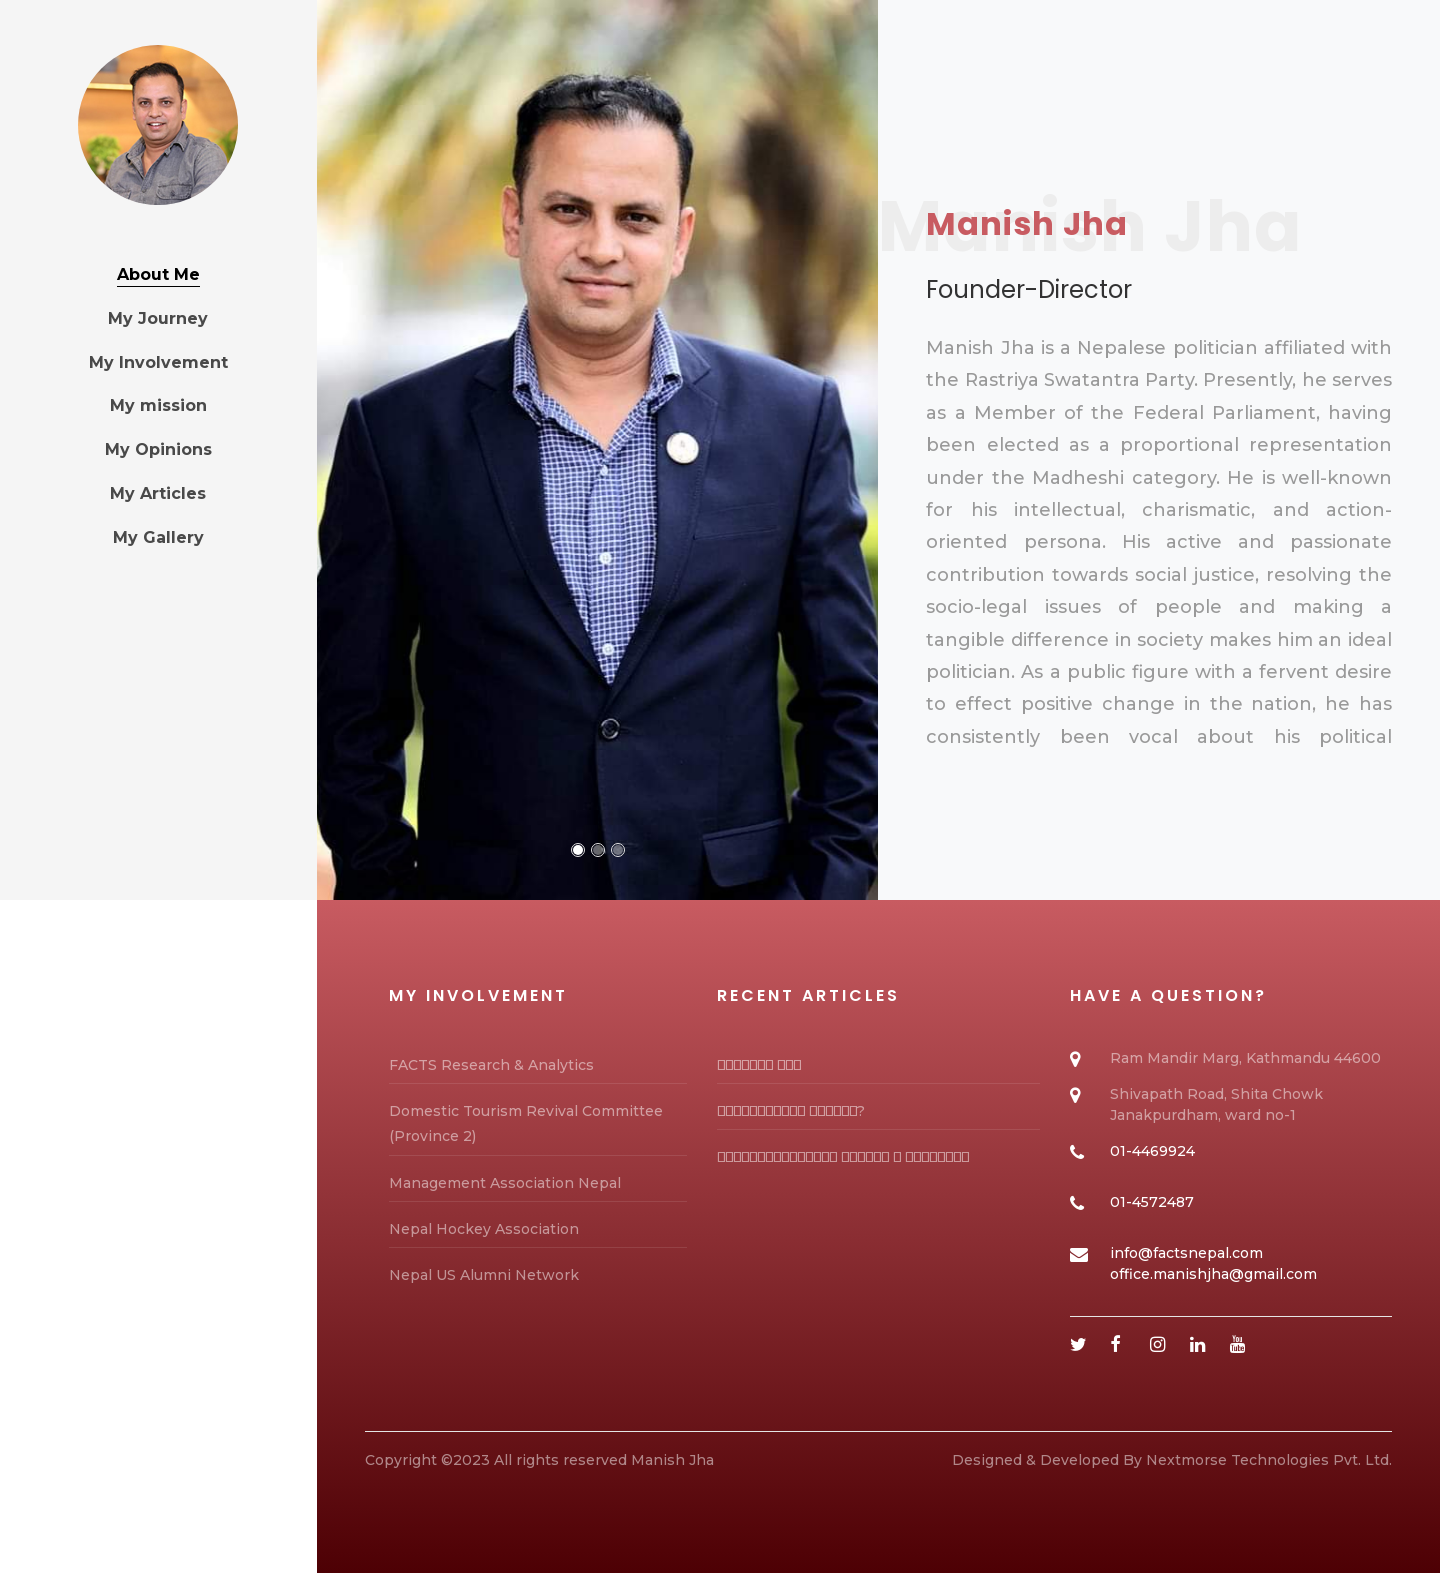 About Me
My Journey
My Involvement
My mission
My Opinions
My Articles
My Gallery
Manish Jha
Manish Jha
Founder-Director
Manish Jha is a Nepalese politician affiliated with
the Rastriya Swatantra Party. Presently, he serves
as a Member of the Federal Parliament, having
been elected as a proportional representation
under the Madheshi category. He is well-known
for his intellectual, charismatic, and action-
oriented persona. His active and passionate
contribution towards social justice, resolving the
socio-legal issues of people and making a
tangible difference in society makes him an ideal
politician. As a public figure with a fervent desire
to effect positive change in the nation, he has
consistently been vocal about his political
MY INVOLVEMENT
FACTS Research & Analytics
Domestic Tourism Revival Committee
(Province 2)
Management Association Nepal
Nepal Hockey Association
Nepal US Alumni Network
RECENT ARTICLES
HAVE A QUESTION?
Ram Mandir Marg, Kathmandu 44600
Shivapath Road, Shita Chowk
Janakpurdham, ward no-1
01-4469924
01-4572487
info@factsnepal.com
office.manishjha@gmail.com
Copyright ©2023 All rights reserved Manish Jha
Designed & Developed By Nextmorse Technologies Pvt. Ltd.